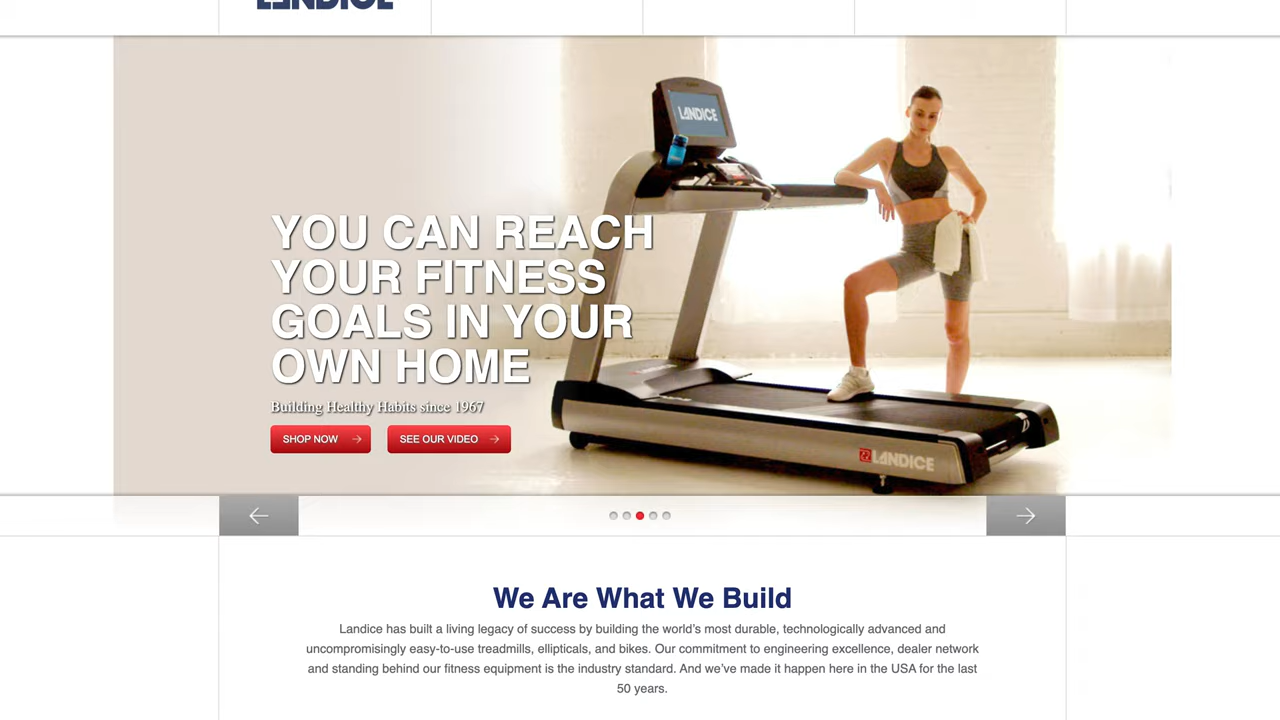 LANDICE
LANDICE
YOU CAN REACH
YOUR FITNESS
GOALS IN YOUR
OWN HOME
Building Healthy Habits since 1967
SHOP NOW
SEE OUR VIDEO
LANDICE
We Are What We Build
Landice has built a living legacy of success by building the world’s most durable, technologically advanced and
uncompromisingly easy-to-use treadmills, ellipticals, and bikes. Our commitment to engineering excellence, dealer network
and standing behind our fitness equipment is the industry standard. And we’ve made it happen here in the USA for the last
50 years.